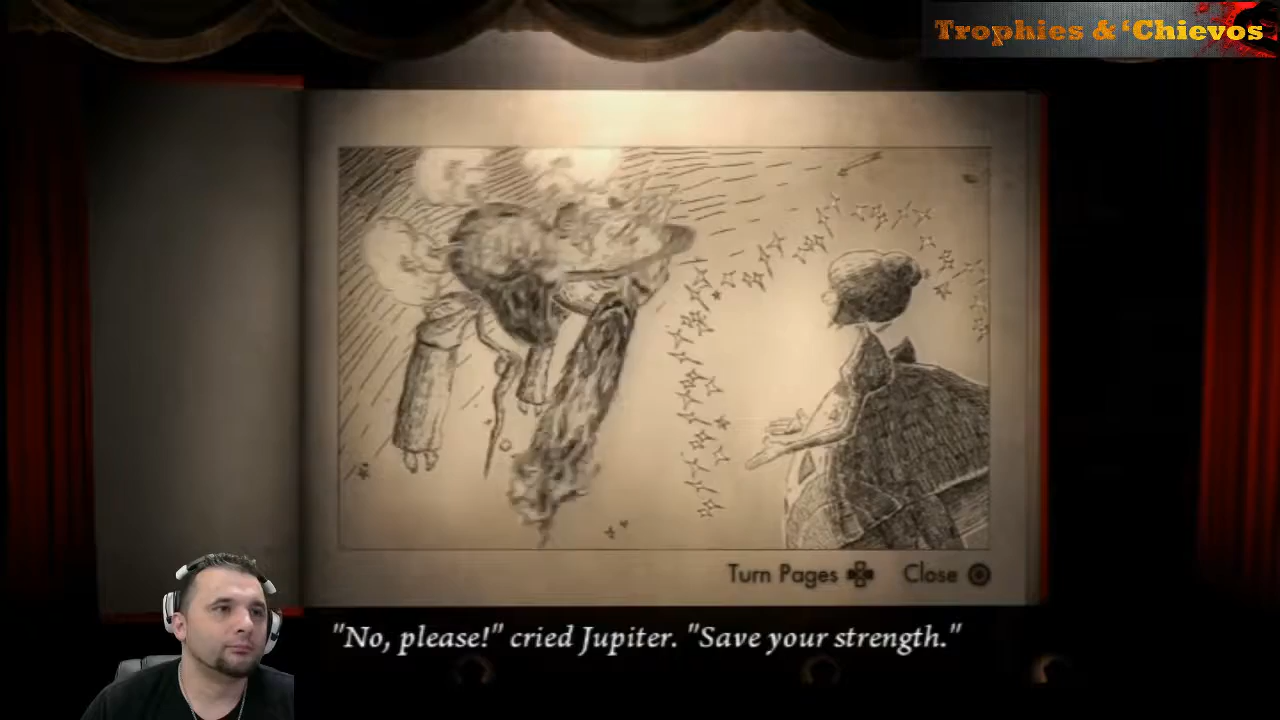 Trophies & ‘Chievos
Turn Pages Close
"No, please!" cried Jupiter. "Save your strength."